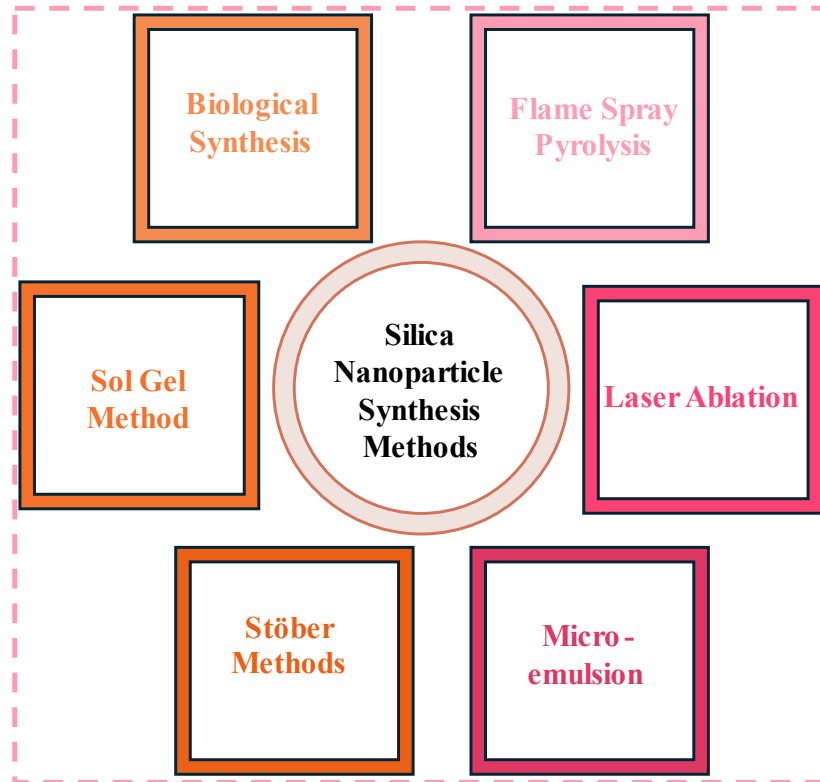 Biological
Synthesis
Flame Spray
Pyrolysis
Sol Gel
Method
Silica
Nanoparticle
Synthesis
Methods
Laser Ablation
Stöber
Methods
Micro-
emulsion